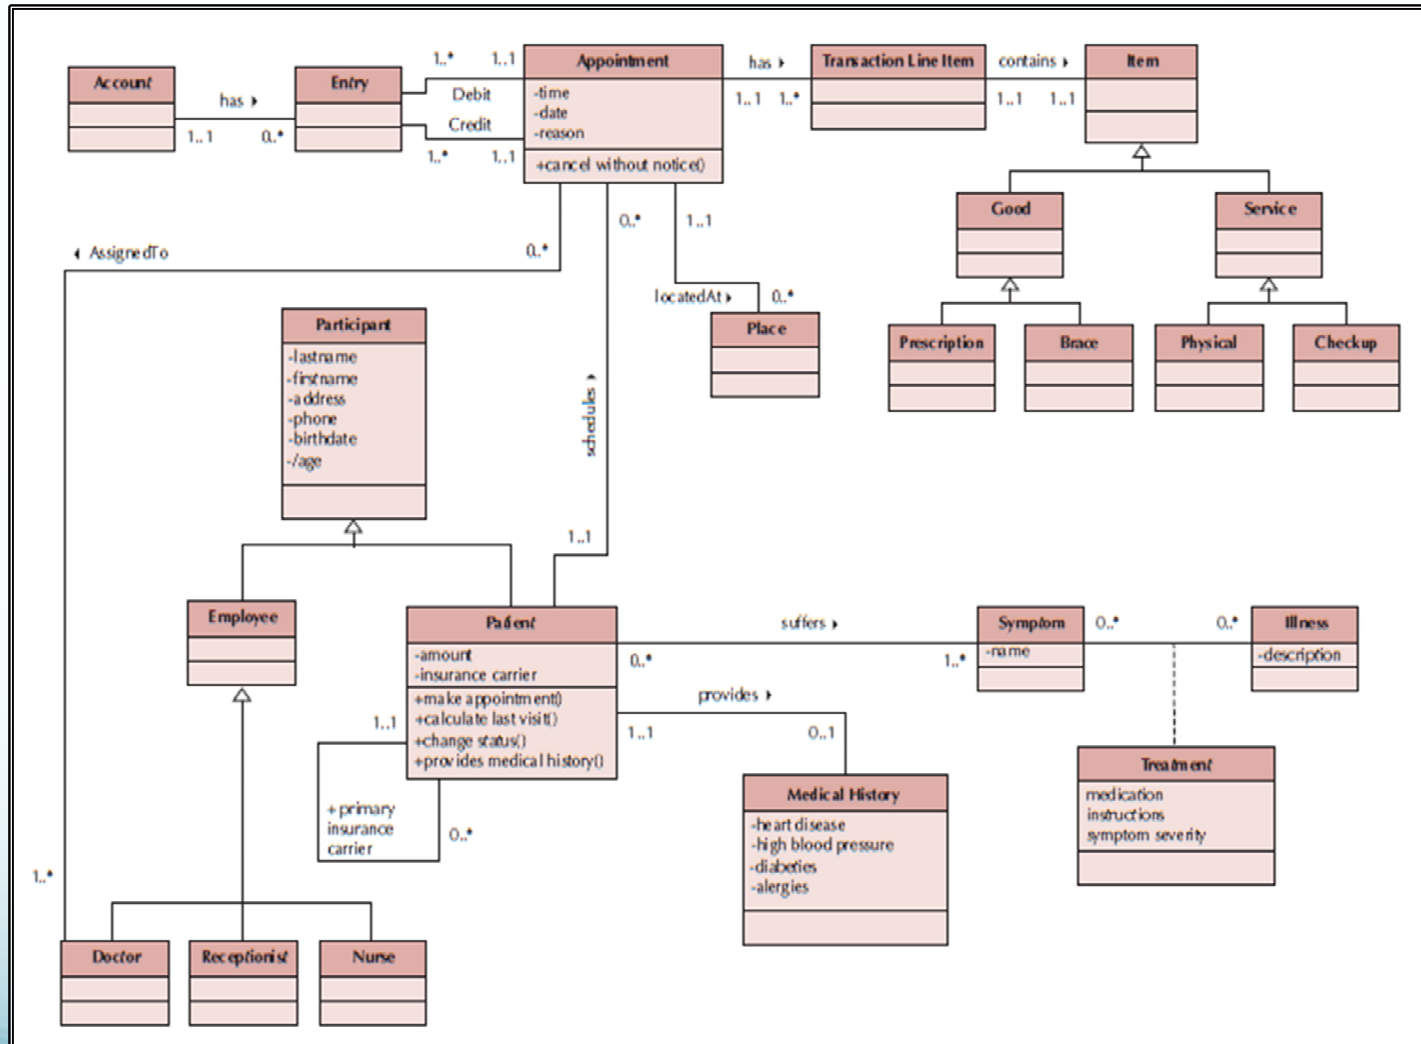 Account
has
1..1
0..*
Entry
1..*
1..1
Debit
Credit
1..*
1..1
Appointment
-time
-date
-reason
+cancel without notice()
has
1..1
1..*
Transaction Line Item
contains
1..1
1..1
Item
Good
Service
Prescription
Brace
Physical
Checkup
AssignedTo
0..*
0..*
1..1
locatedAt
0..*
Place
schedules
1..1
Participant
-lastname
-firstname
-address
-phone
-birthdate
-/age
Employee
Patient
-amount
-insurance carrier
+make appointment()
+calculate last visit()
+change status()
+provides medical history()
1..1
+ primary
insurance
carrier
0..*
suffers
0..*
1..*
Symptom
-name
0..*
0..*
Illness
-description
provides
1..1
0..1
Medical History
-heart disease
-high blood pressure
-diabeties
-alergies
Treatment
medication
instructions
symptom severity
1..*
Doctor
Receptionist
Nurse